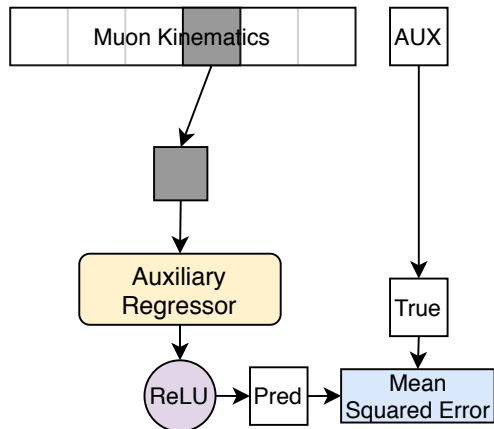 Muon Kinematics
AUX
Auxiliary
Regressor
True
ReLU
Pred
Mean
Squared Error